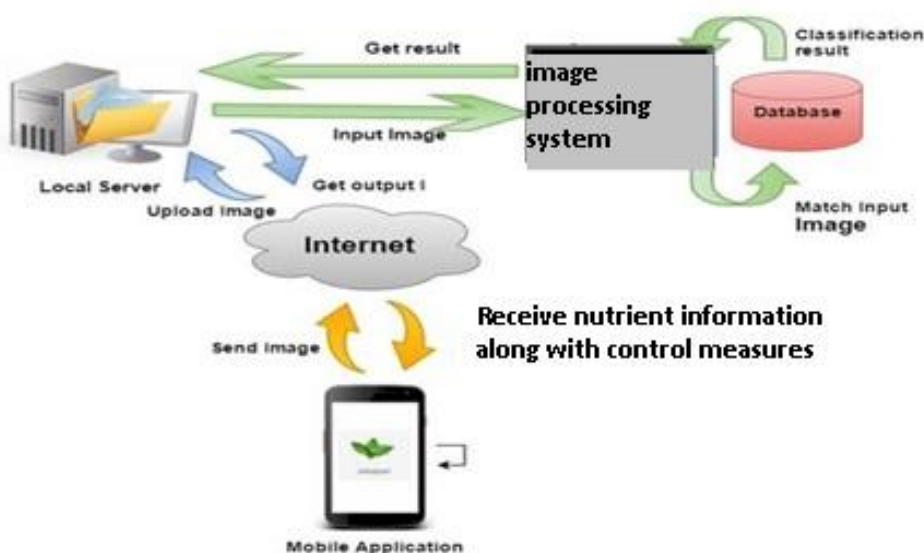 Get result
Classification
result
image
processing
system
Database
Input Image
Local Server
Get output i
Upload Image
Match Input
Image
Internet
Receive nutrient information
along with control measures
Send Image
Mobile Application